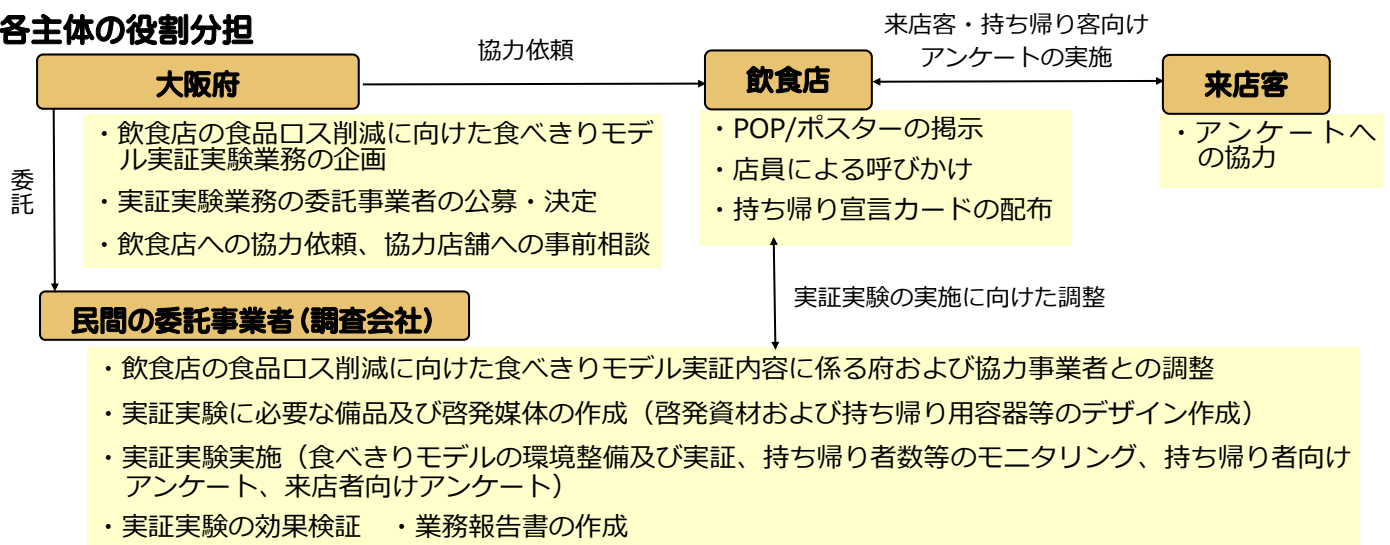 各主体の役割分担
来店客・持ち帰り客向け
アンケートの実施
協力依頼
大阪府
飲食店
来店客
・飲食店の食品ロス削減に向けた食べきりモデ
ル実証実験業務の企画
・実証実験業務の委託事業者の公募・決定
・飲食店への協力依頼、協力店舗への事前相談
・POP/ポスターの掲示
・店員による呼びかけ
・持ち帰り宣言カードの配布
・アンケートへ
の協力
委託
実証実験の実施に向けた調整
民間の委託事業者(調査会社)
・飲食店の食品ロス削減に向けた食べきりモデル実証内容に係る府および協力事業者との調整
・実証実験に必要な備品及び啓発媒体の作成（啓発資材および持ち帰り用容器等のデザイン作成）
・実証実験実施（食べきりモデルの環境整備及び実証、持ち帰り者数等のモニタリング、持ち帰り者向け
アンケート、来店者向けアンケート）
・実証実験の効果検証　・業務報告書の作成